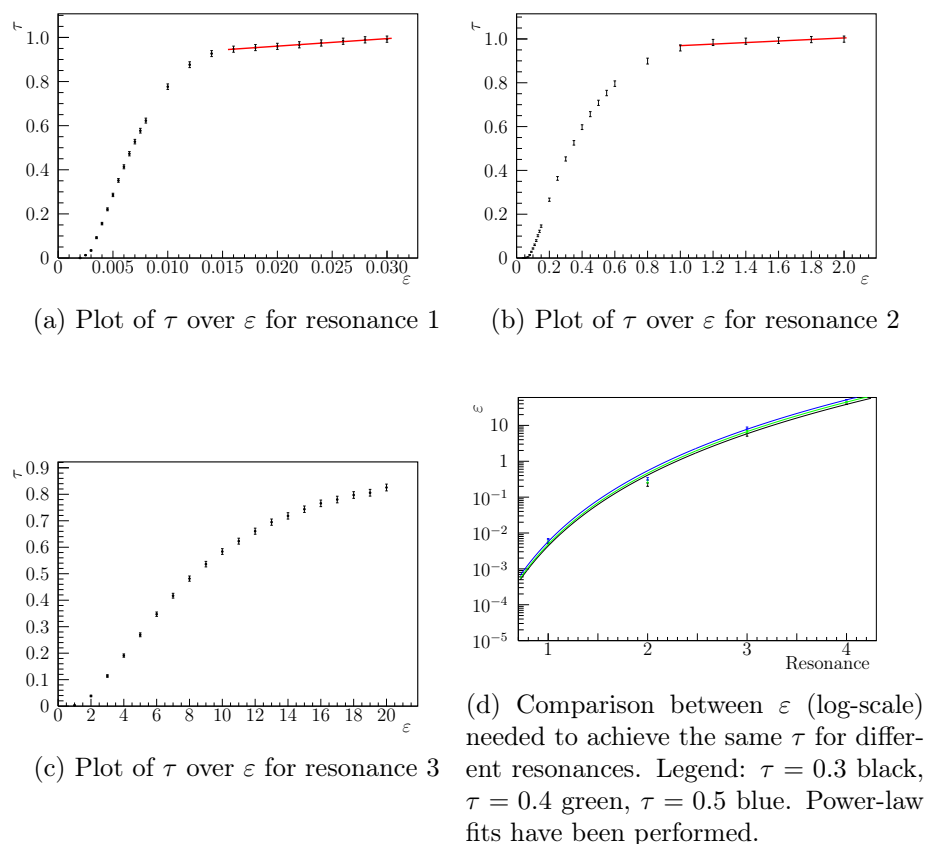 τ
1.0
0.8
0.6
0.4
0.2
0
0 0.005 0.010 0.015 0.020 0.025 0.030
ε
(a) Plot of τ over ε for resonance 1
τ
1.0
0.8
0.6
0.4
0.2
0
0 0.2 0.4 0.6 0.8 1.0 1.2 1.4 1.6 1.8 2.0
ε
(b) Plot of τ over ε for resonance 2
τ
0.9
0.8
0.7
0.6
0.5
0.4
0.3
0.2
0.1
0
0 2 4 6 8 10 12 14 16 18 20
ε
(c) Plot of τ over ε for resonance 3
ε
10
1
10⁻¹
10⁻²
10⁻³
10⁻⁴
10⁻⁵
1 2 3 4
Resonance
(d) Comparison between ε (log-scale)
needed to achieve the same τ for differ-
ent resonances. Legend: τ = 0.3 black,
τ = 0.4 green, τ = 0.5 blue. Power-law
fits have been performed.